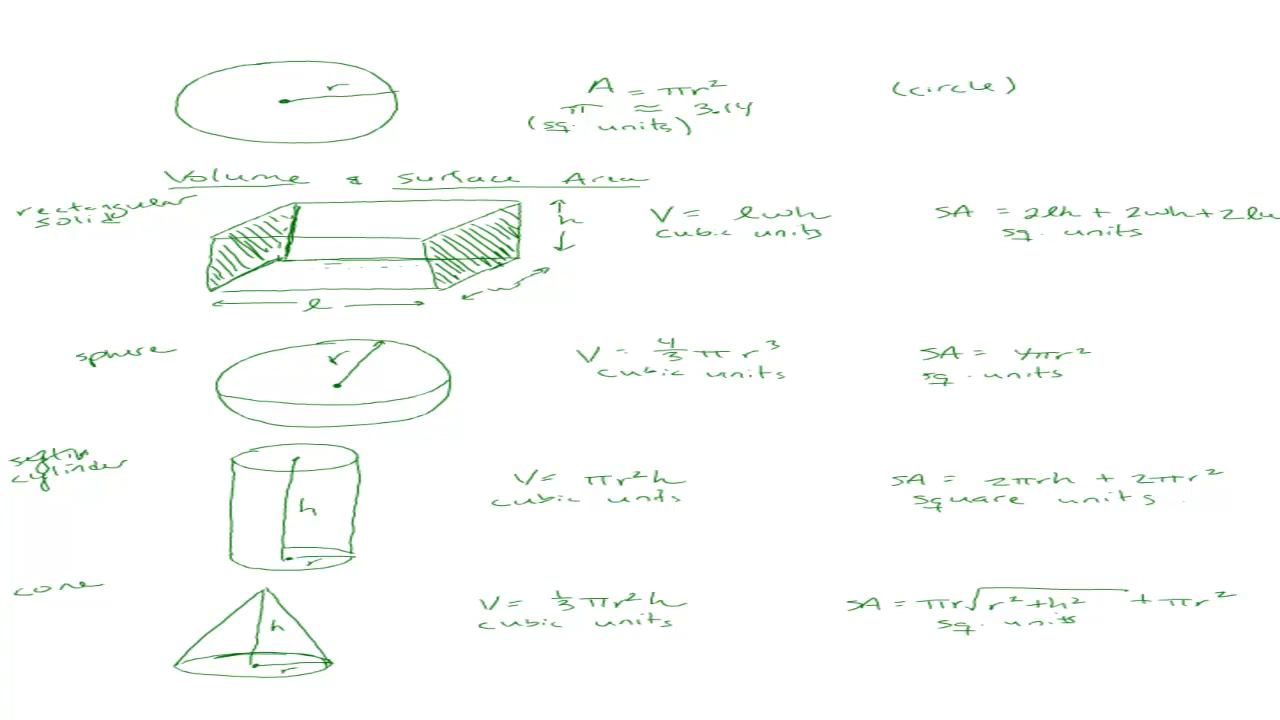 r
A = πr² (circle)
π ≈ 3.14
(sq. units)
Volume & Surface Area
rectangular
solid
h
w
l
V = lwh
cubic units
SA = 2lh + 2wh + 2lw
sq. units
sphere
r
V = 4/3 πr³
cubic units
SA = 4πr²
sq. units
cylinder
h
r
V = πr²h
cubic units
SA = 2πrh + 2πr²
square units
cone
h
r
V = 1/3 πr²h
cubic units
SA = πr√(r² + h²) + πr²
sq. units